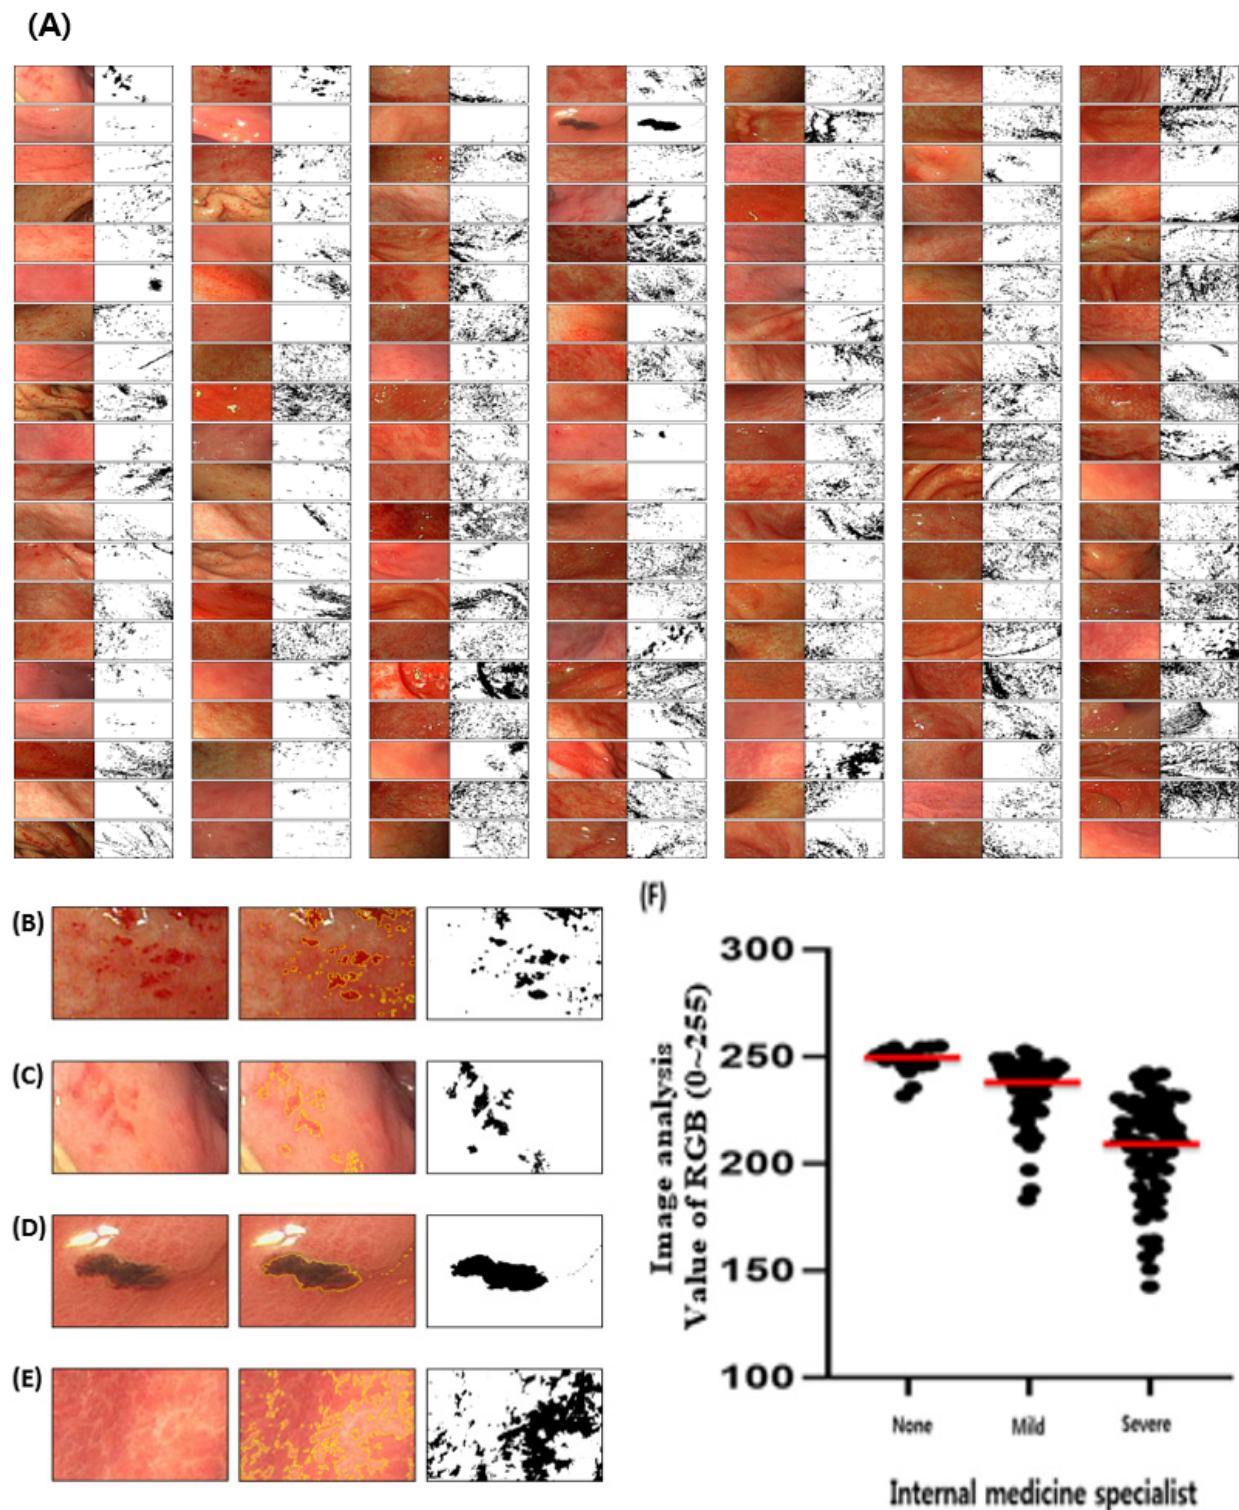 (A)
(B)
(C)
(D)
(E)
(F)
300
250
200
150
100
Image analysis
Value of RGB (0~255)
None
Mild
Severe
Internal medicine specialist